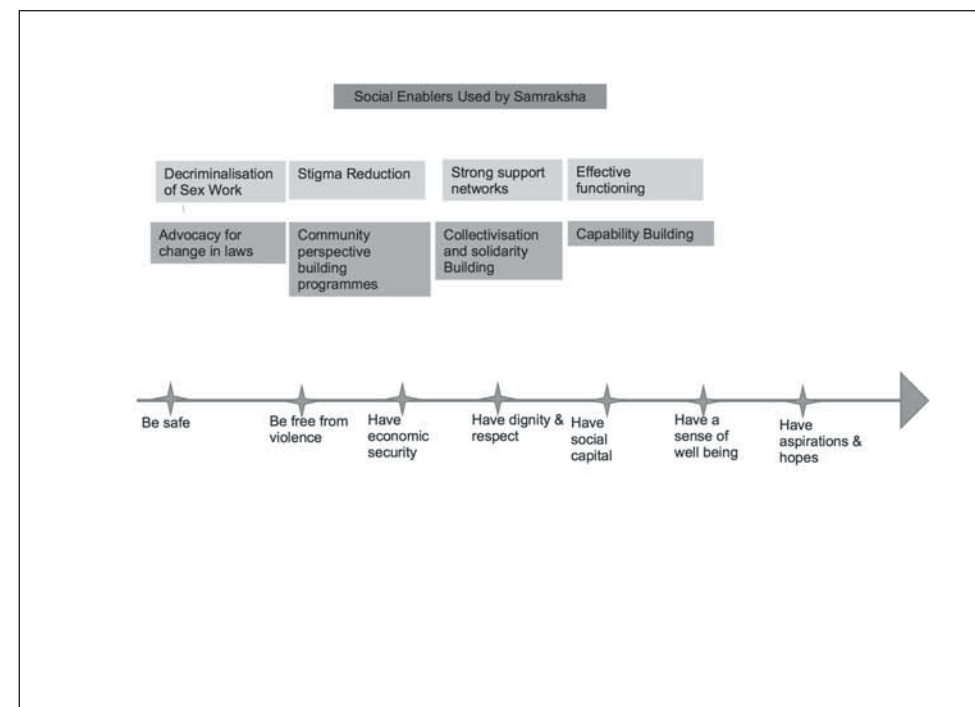 Social Enablers Used by Samraksha
Decriminalisation
of Sex Work
Stigma Reduction
Strong support
networks
Effective
functioning
Advocacy for
change in laws
Community
perspective
building
programmes
Collectivisation
and solidarity
Building
Capability Building
Be safe
Be free from
violence
Have
economic
security
Have dignity &
respect
Have
social
capital
Have a
sense of
well being
Have
aspirations &
hopes